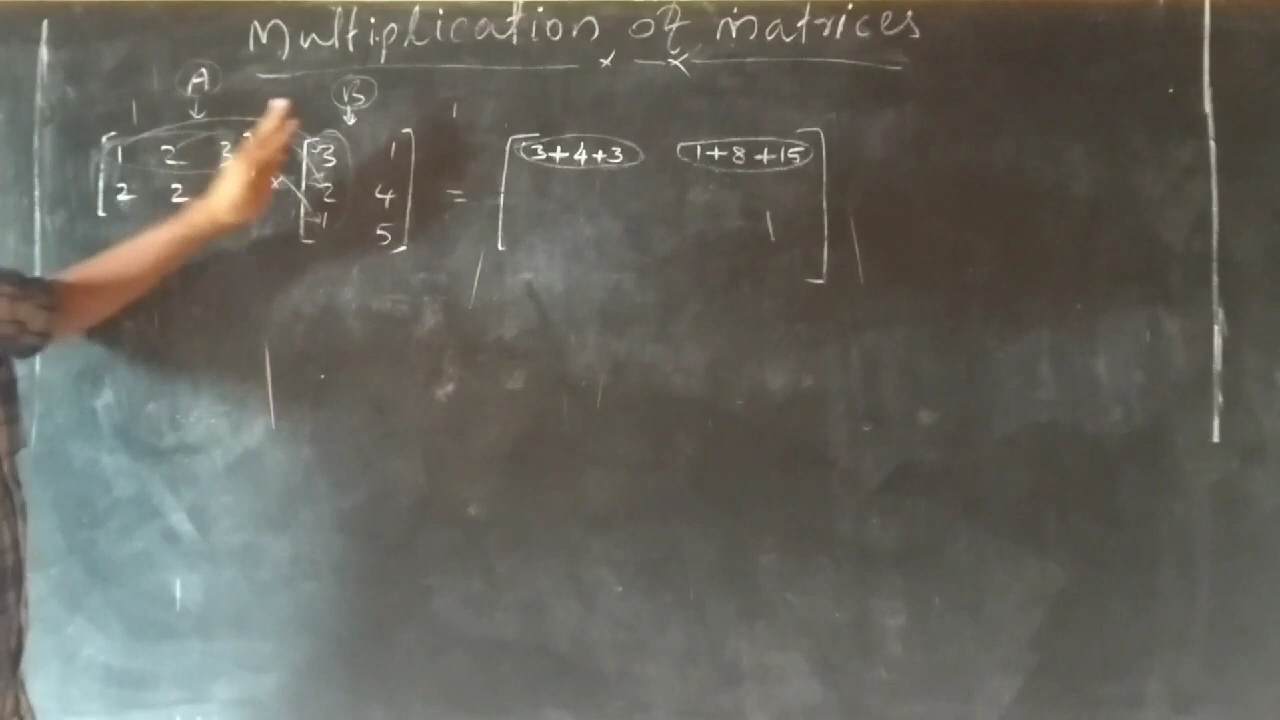 Multiplication of matrices
A B
1 2 3 3 1 3+4+3 1+8+15
2 2 × 2 4 =
1 5